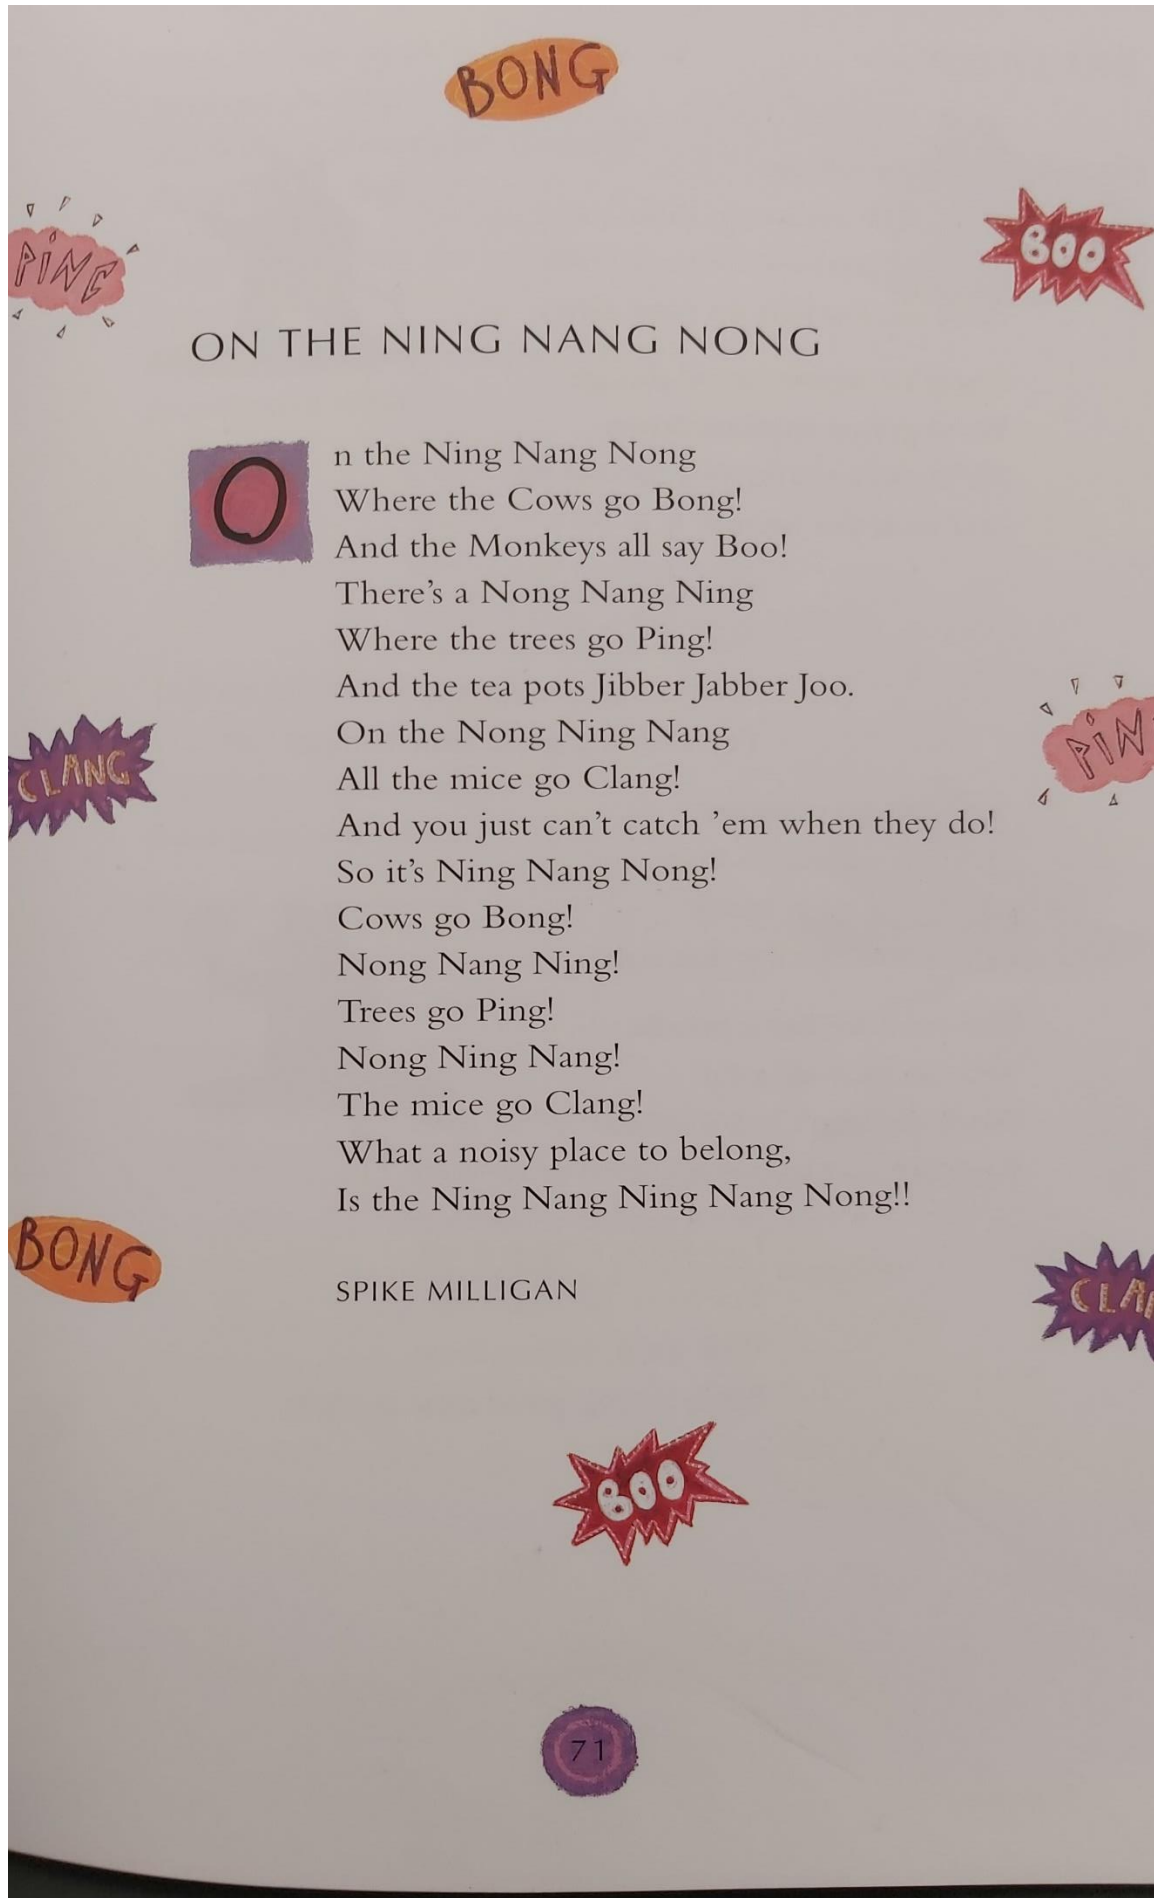 BONG
PING
BOO
ON THE NING NANG NONG
On the Ning Nang Nong
Where the Cows go Bong!
And the Monkeys all say Boo!
There's a Nong Nang Ning
Where the trees go Ping!
And the tea pots Jibber Jabber Joo.
On the Nong Ning Nang
All the mice go Clang!
And you just can't catch 'em when they do!
So it's Ning Nang Nong!
Cows go Bong!
Nong Nang Ning!
Trees go Ping!
Nong Ning Nang!
The mice go Clang!
What a noisy place to belong,
Is the Ning Nang Ning Nang Nong!!
SPIKE MILLIGAN
CLANG
PIN
BONG
CLA
BOO
71